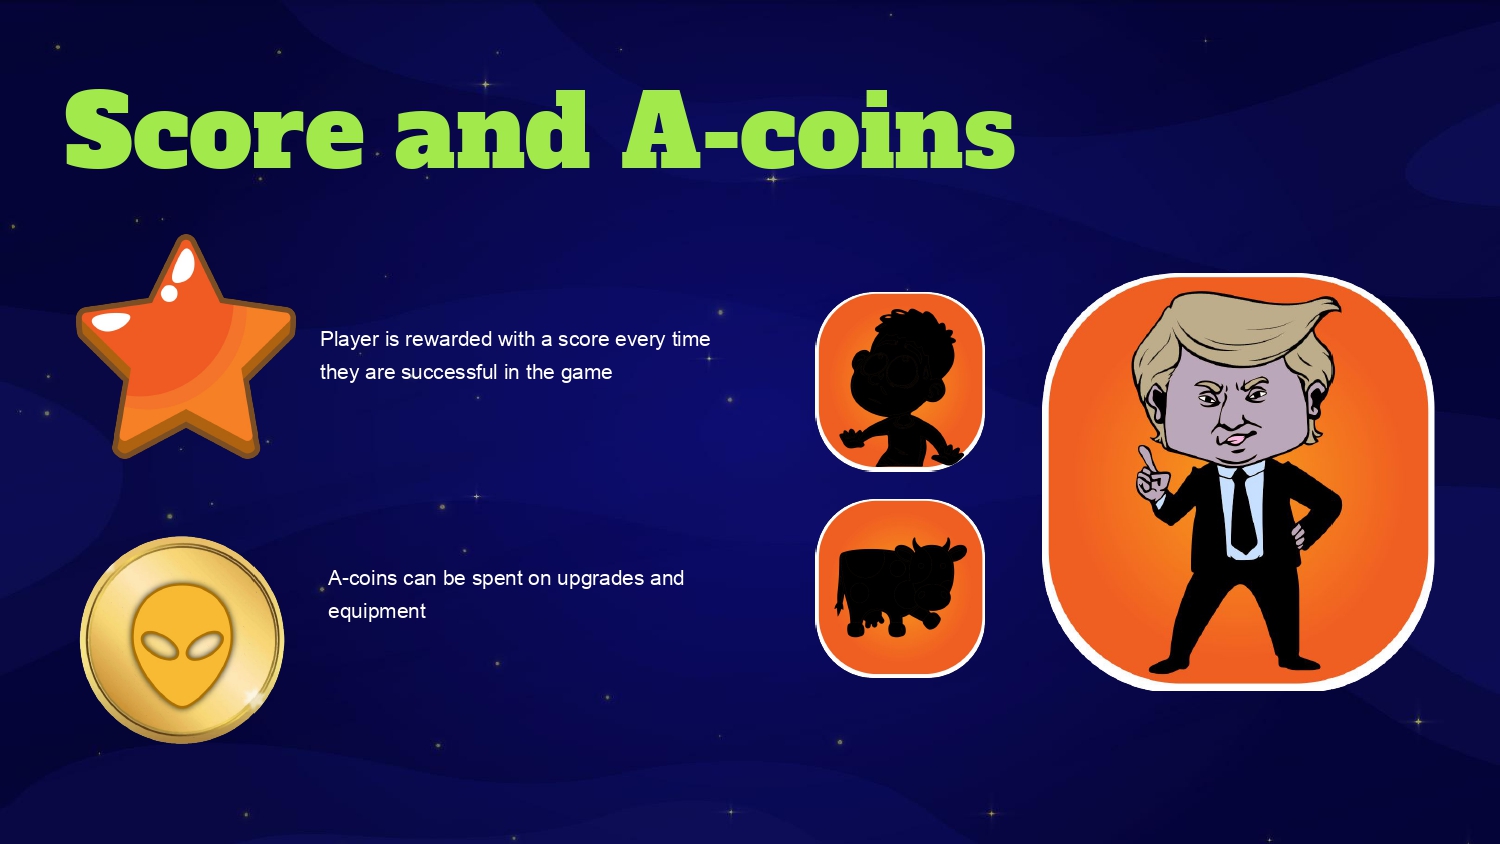 Score and A-coins
Player is rewarded with a score every time
they are successful in the game
A-coins can be spent on upgrades and
equipment